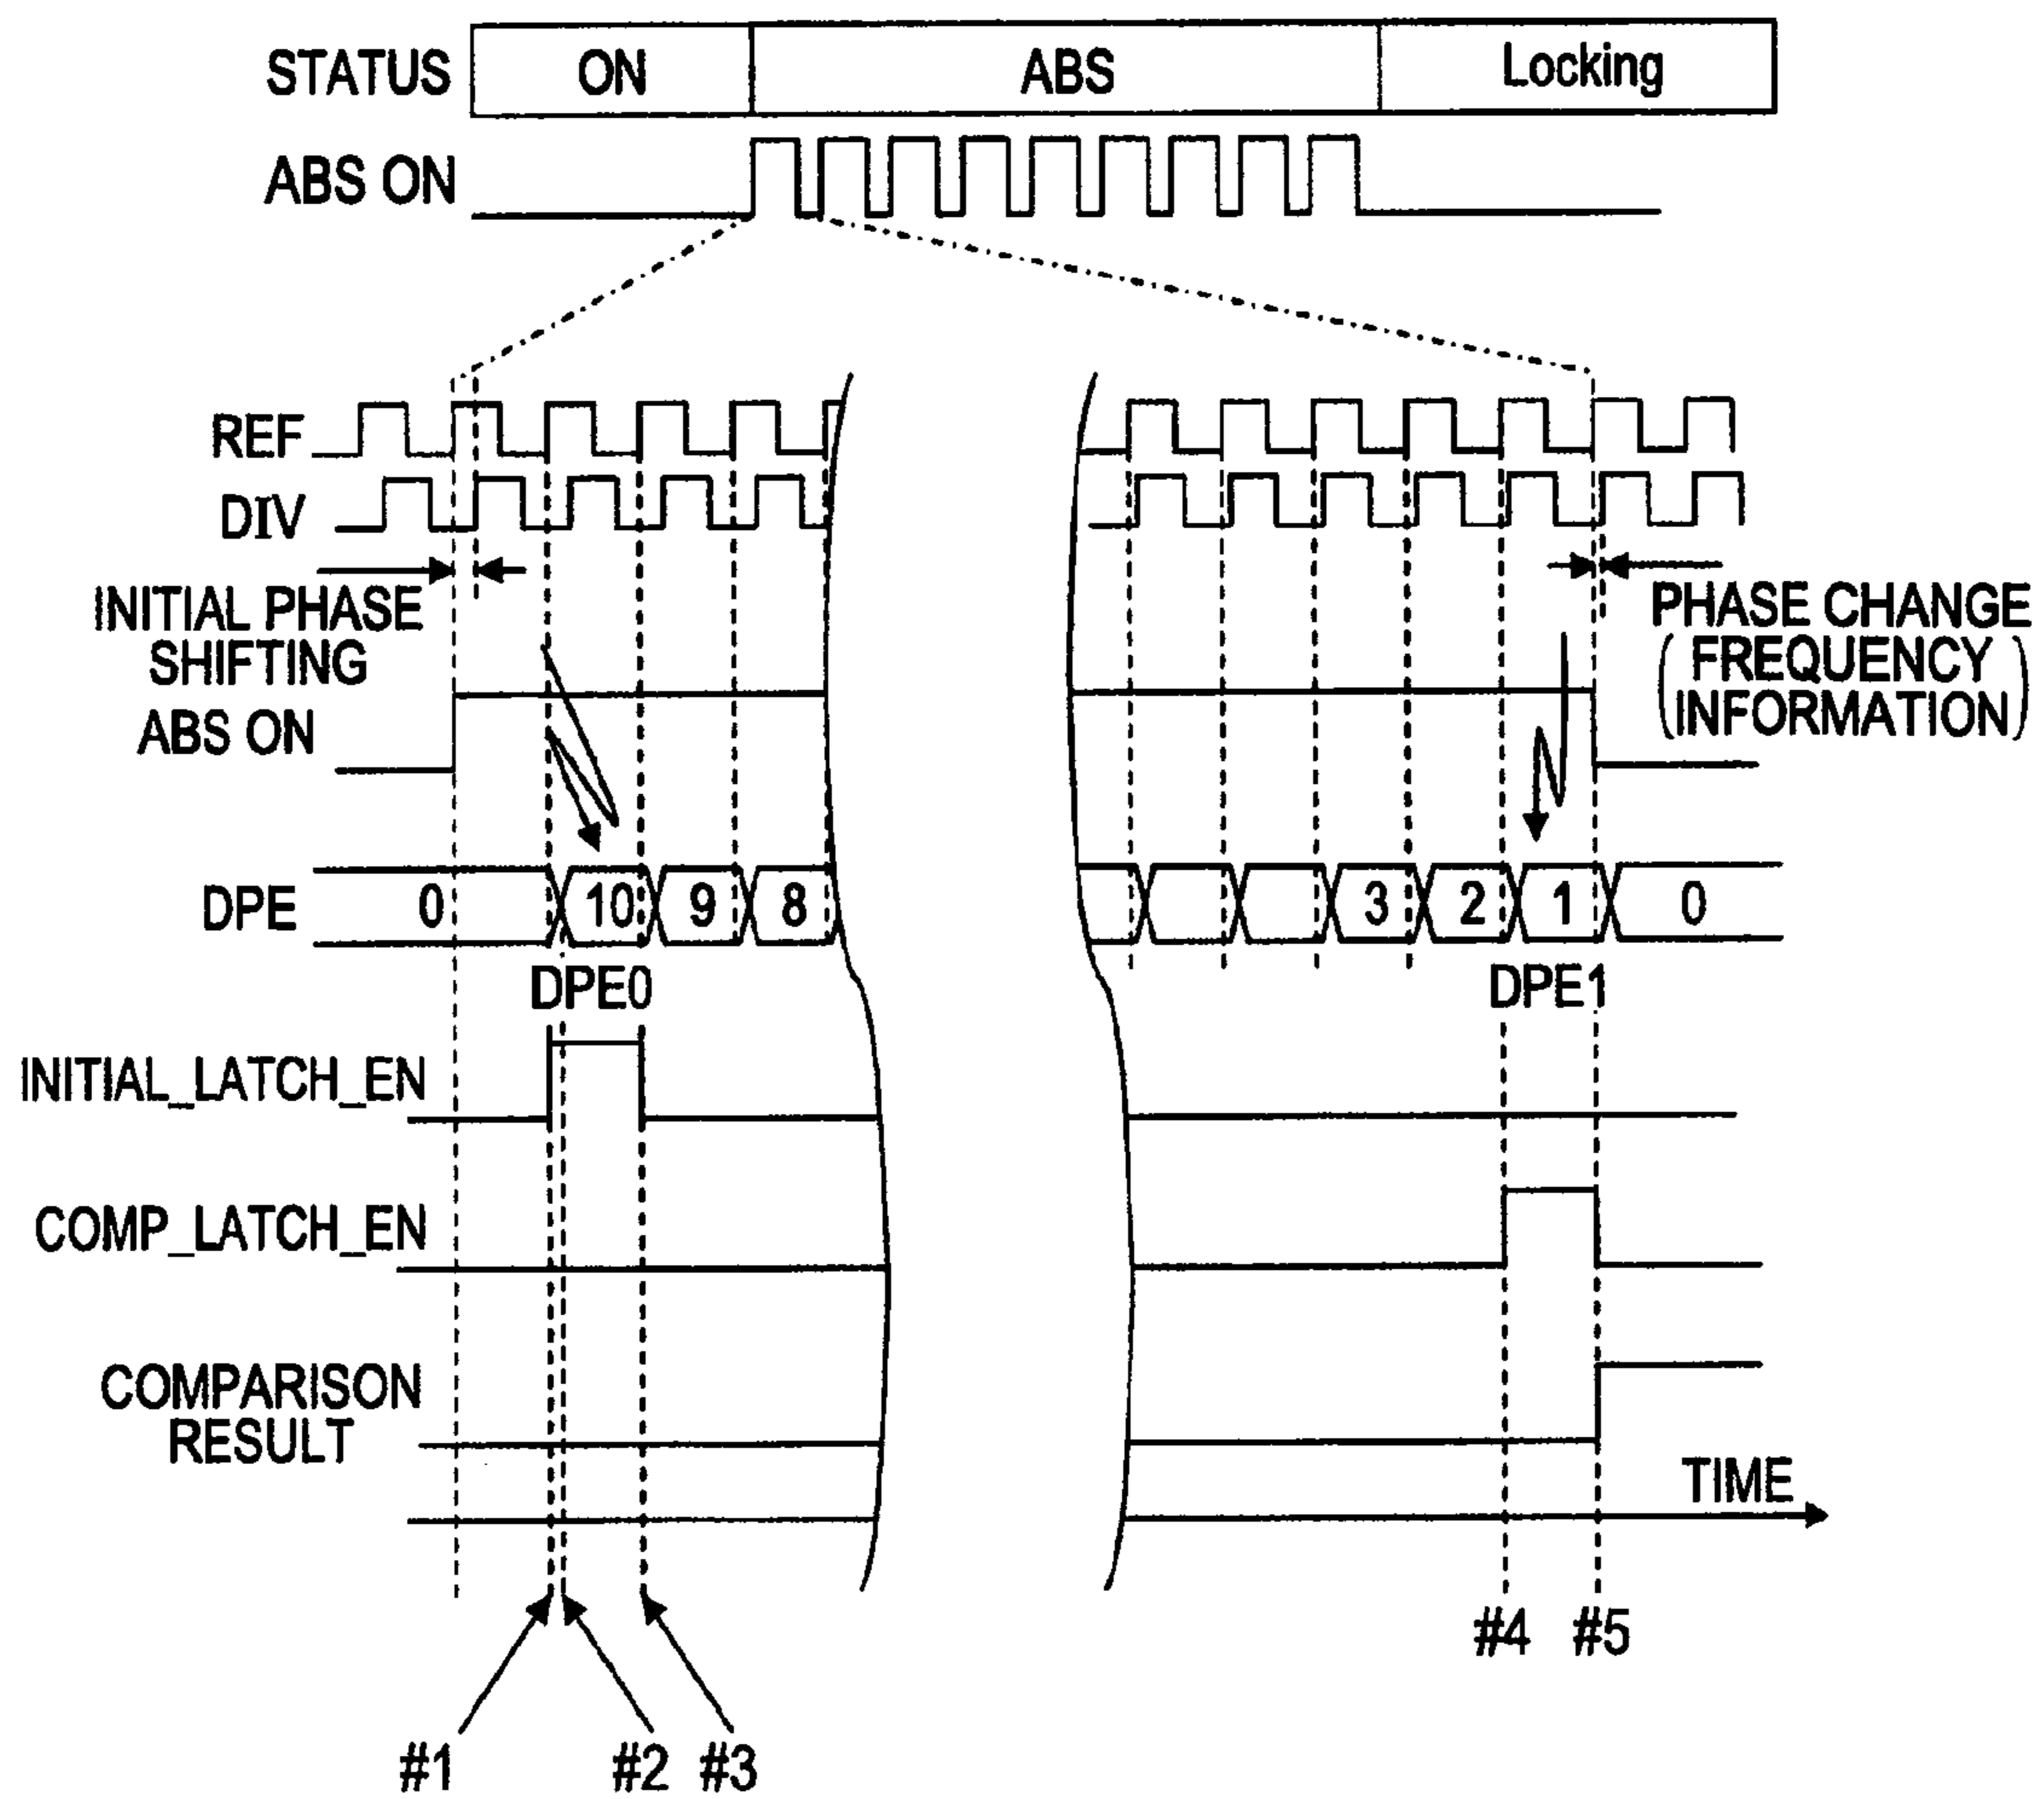 STATUS ON ABS Locking
ABS ON
REF
DIV
INITIAL PHASE
SHIFTING
PHASE CHANGE
(FREQUENCY
INFORMATION)
ABS ON
DPE 0 10 9 8 3 2 1 0
DPE0 DPE1
INITIAL_LATCH_EN
COMP_LATCH_EN
COMPARISON
RESULT
TIME
#4 #5
#1 #2 #3